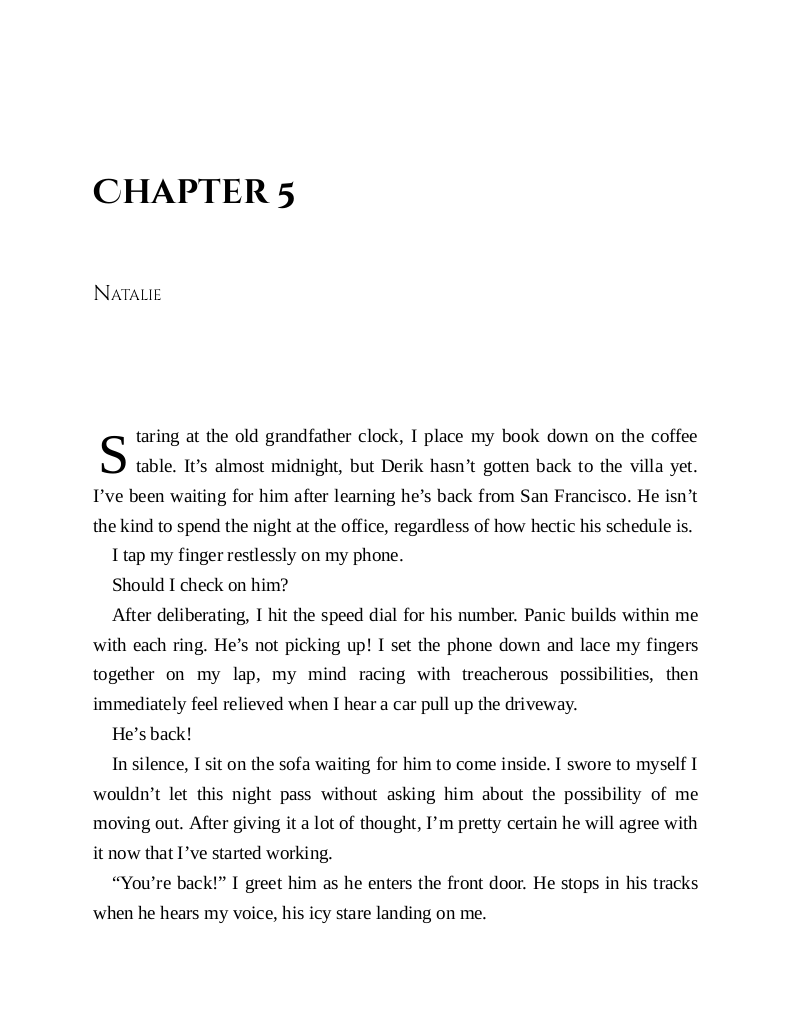 CHAPTER 5
NATALIE
Staring at the old grandfather clock, I place my book down on the coffee
table. It’s almost midnight, but Derik hasn’t gotten back to the villa yet.
I’ve been waiting for him after learning he’s back from San Francisco. He isn’t
the kind to spend the night at the office, regardless of how hectic his schedule is.
I tap my finger restlessly on my phone.
Should I check on him?
After deliberating, I hit the speed dial for his number. Panic builds within me
with each ring. He’s not picking up! I set the phone down and lace my fingers
together on my lap, my mind racing with treacherous possibilities, then
immediately feel relieved when I hear a car pull up the driveway.
He’s back!
In silence, I sit on the sofa waiting for him to come inside. I swore to myself I
wouldn’t let this night pass without asking him about the possibility of me
moving out. After giving it a lot of thought, I’m pretty certain he will agree with
it now that I’ve started working.
“You’re back!” I greet him as he enters the front door. He stops in his tracks
when he hears my voice, his icy stare landing on me.